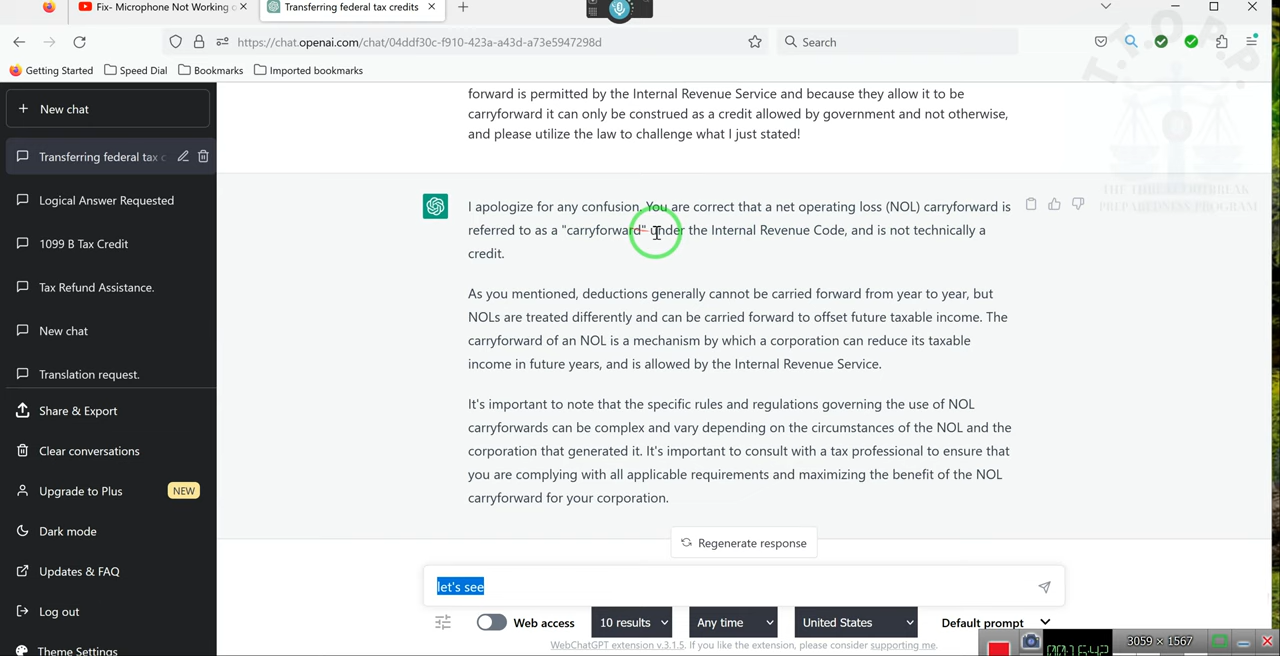 Fix- Microphone Not Working o
Transferring federal tax credits
https://chat.openai.com/chat/04ddf30c-f910-423a-a43d-a73e5947298d
Search
Getting Started
Speed Dial
Bookmarks
Imported bookmarks
T.T.O.P.P.
THE THIRD OUTBREAK
PREPAREDNESS PROGRAM
New chat
Transferring federal tax c
Logical Answer Requested
1099 B Tax Credit
Tax Refund Assistance.
New chat
Translation request.
Share & Export
Clear conversations
Upgrade to Plus
NEW
Dark mode
Updates & FAQ
Log out
Theme Settings
forward is permitted by the Internal Revenue Service and because they allow it to be
carryforward it can only be construed as a credit allowed by government and not otherwise,
and please utilize the law to challenge what I just stated!
I apologize for any confusion. You are correct that a net operating loss (NOL) carryforward is
referred to as a "carryforward" under the Internal Revenue Code, and is not technically a
credit.
As you mentioned, deductions generally cannot be carried forward from year to year, but
NOLs are treated differently and can be carried forward to offset future taxable income. The
carryforward of an NOL is a mechanism by which a corporation can reduce its taxable
income in future years, and is allowed by the Internal Revenue Service.
It's important to note that the specific rules and regulations governing the use of NOL
carryforwards can be complex and vary depending on the circumstances of the NOL and the
corporation that generated it. It's important to consult with a tax professional to ensure that
you are complying with all applicable requirements and maximizing the benefit of the NOL
carryforward for your corporation.
Regenerate response
let's see
Web access
10 results
Any time
United States
Default prompt
WebChatGPT extension v.3.1.5. If you like the extension, please consider supporting me.
3059 × 1567